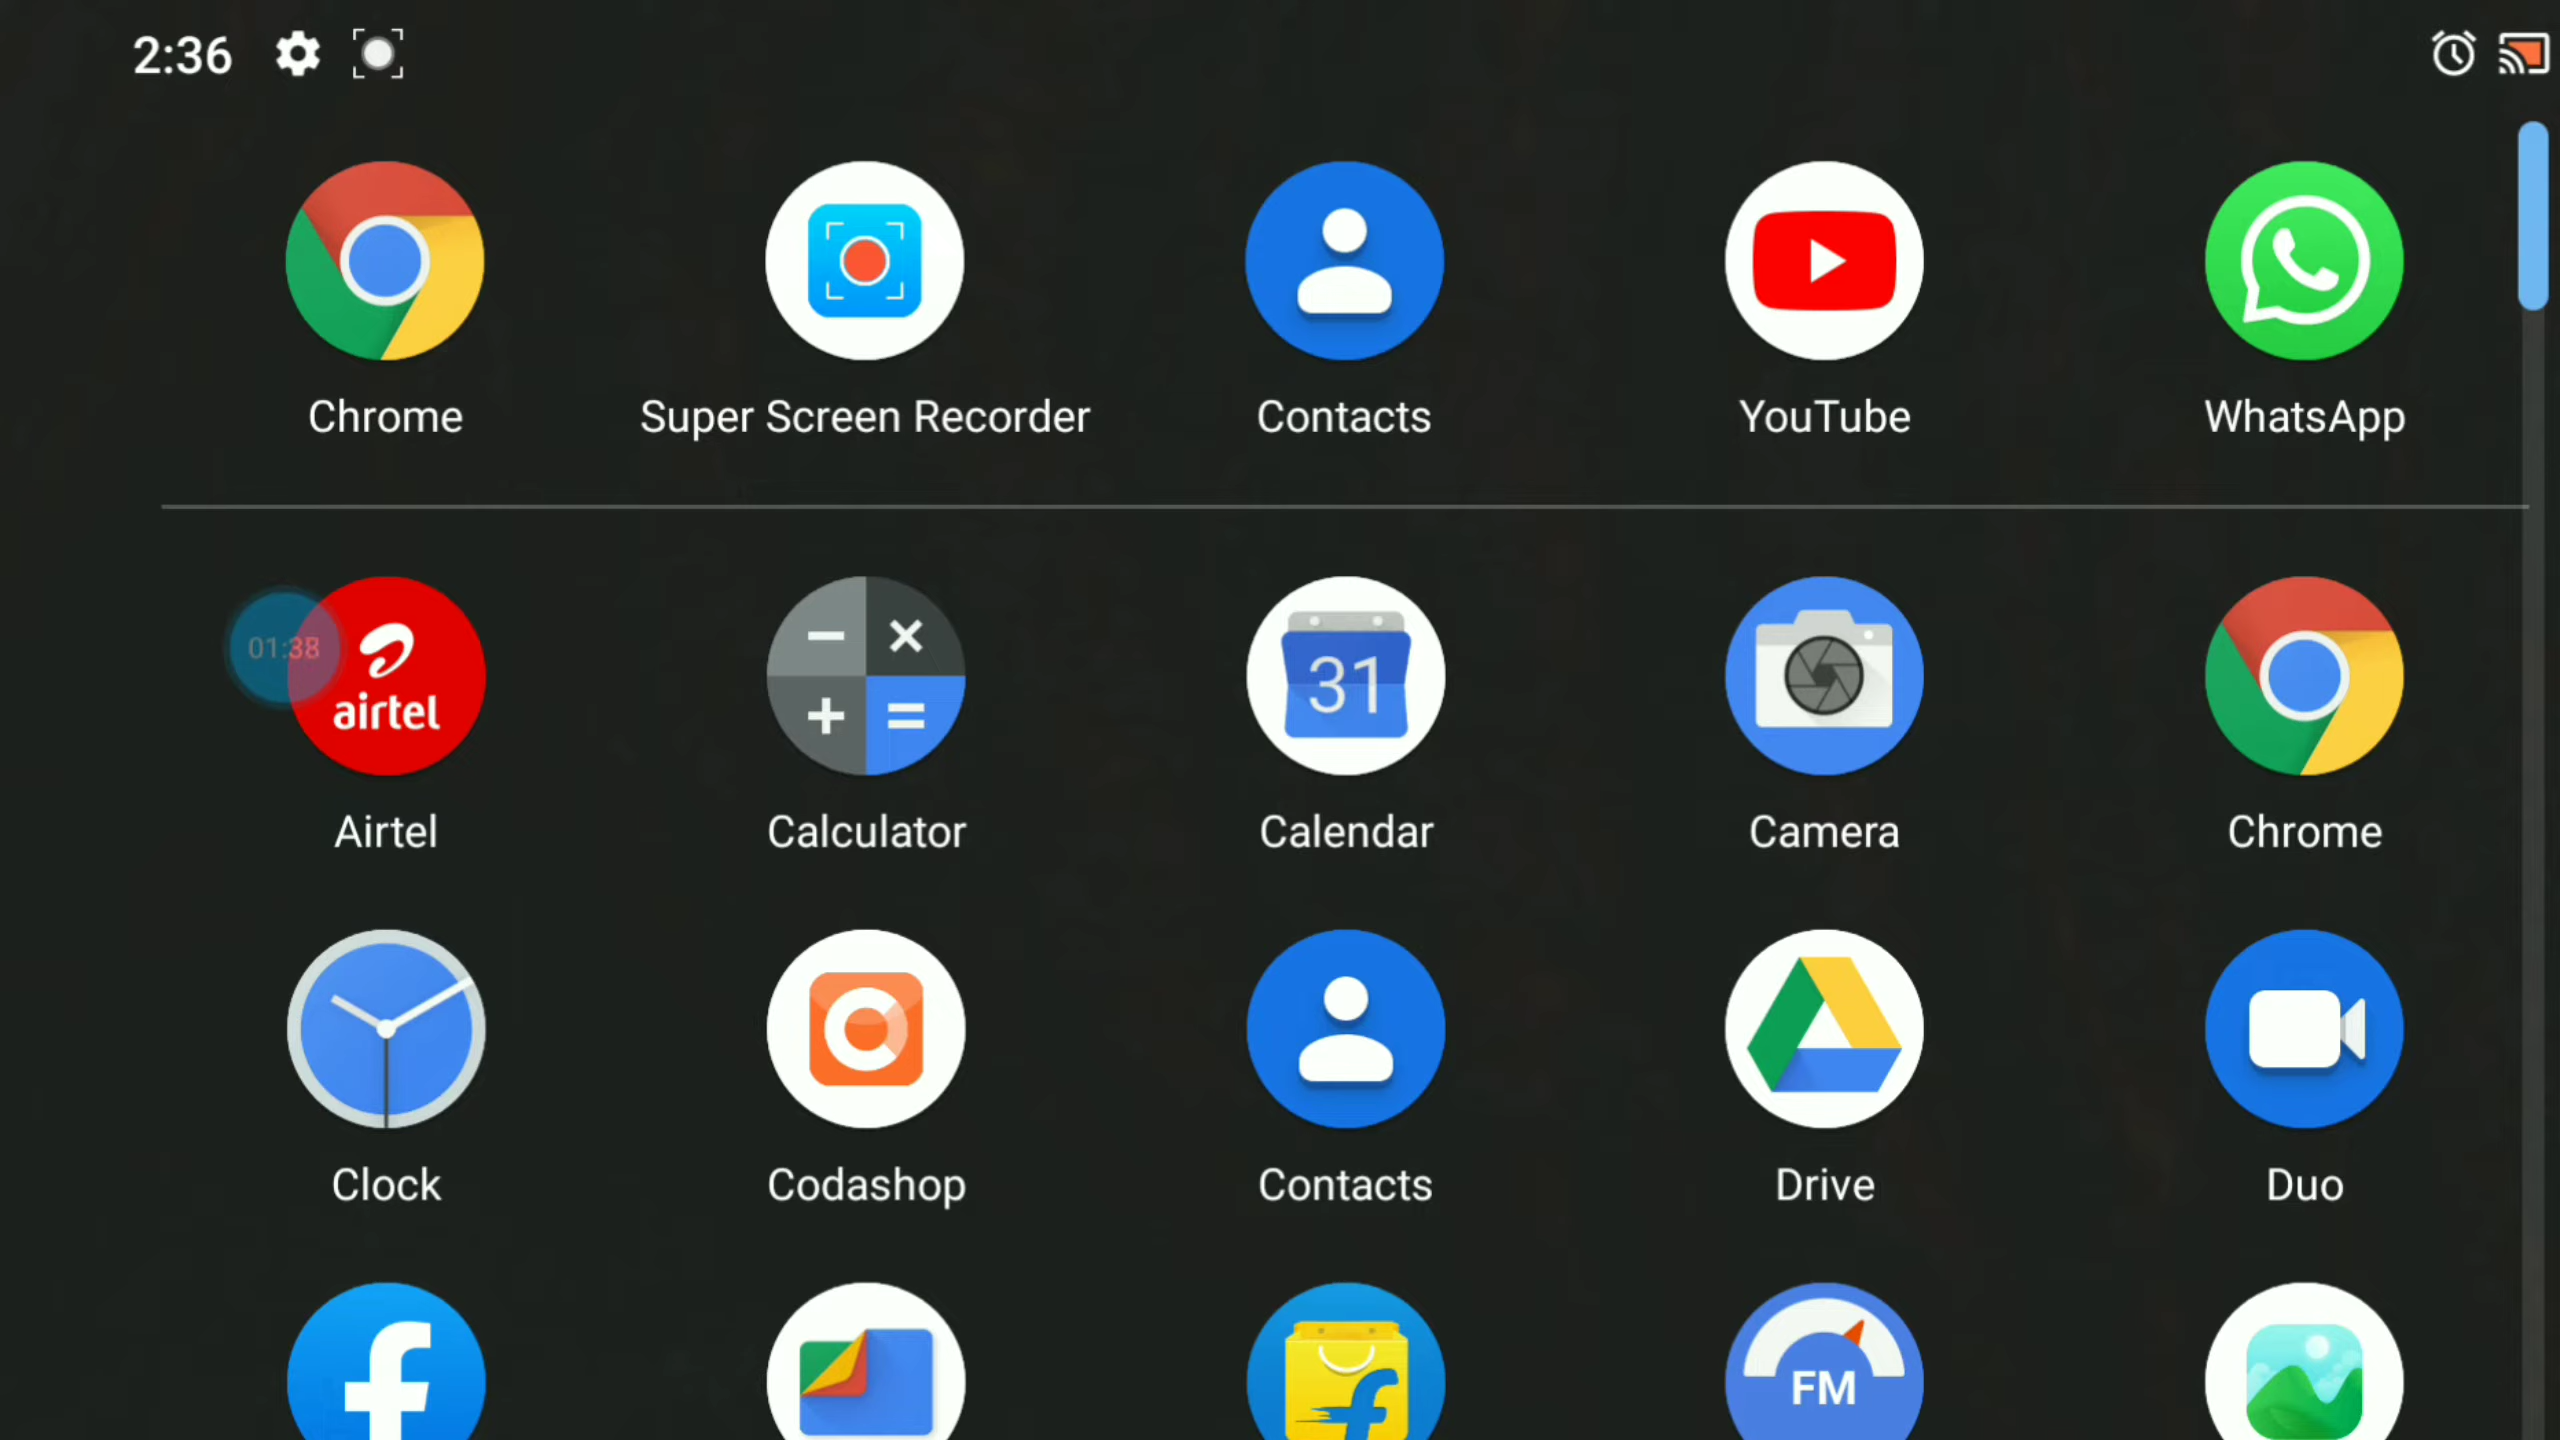 2:36
Chrome
Super Screen Recorder
Contacts
YouTube
WhatsApp
01:38
airtel
31
Airtel
Calculator
Calendar
Camera
Chrome
Clock
Codashop
Contacts
Drive
Duo
FM